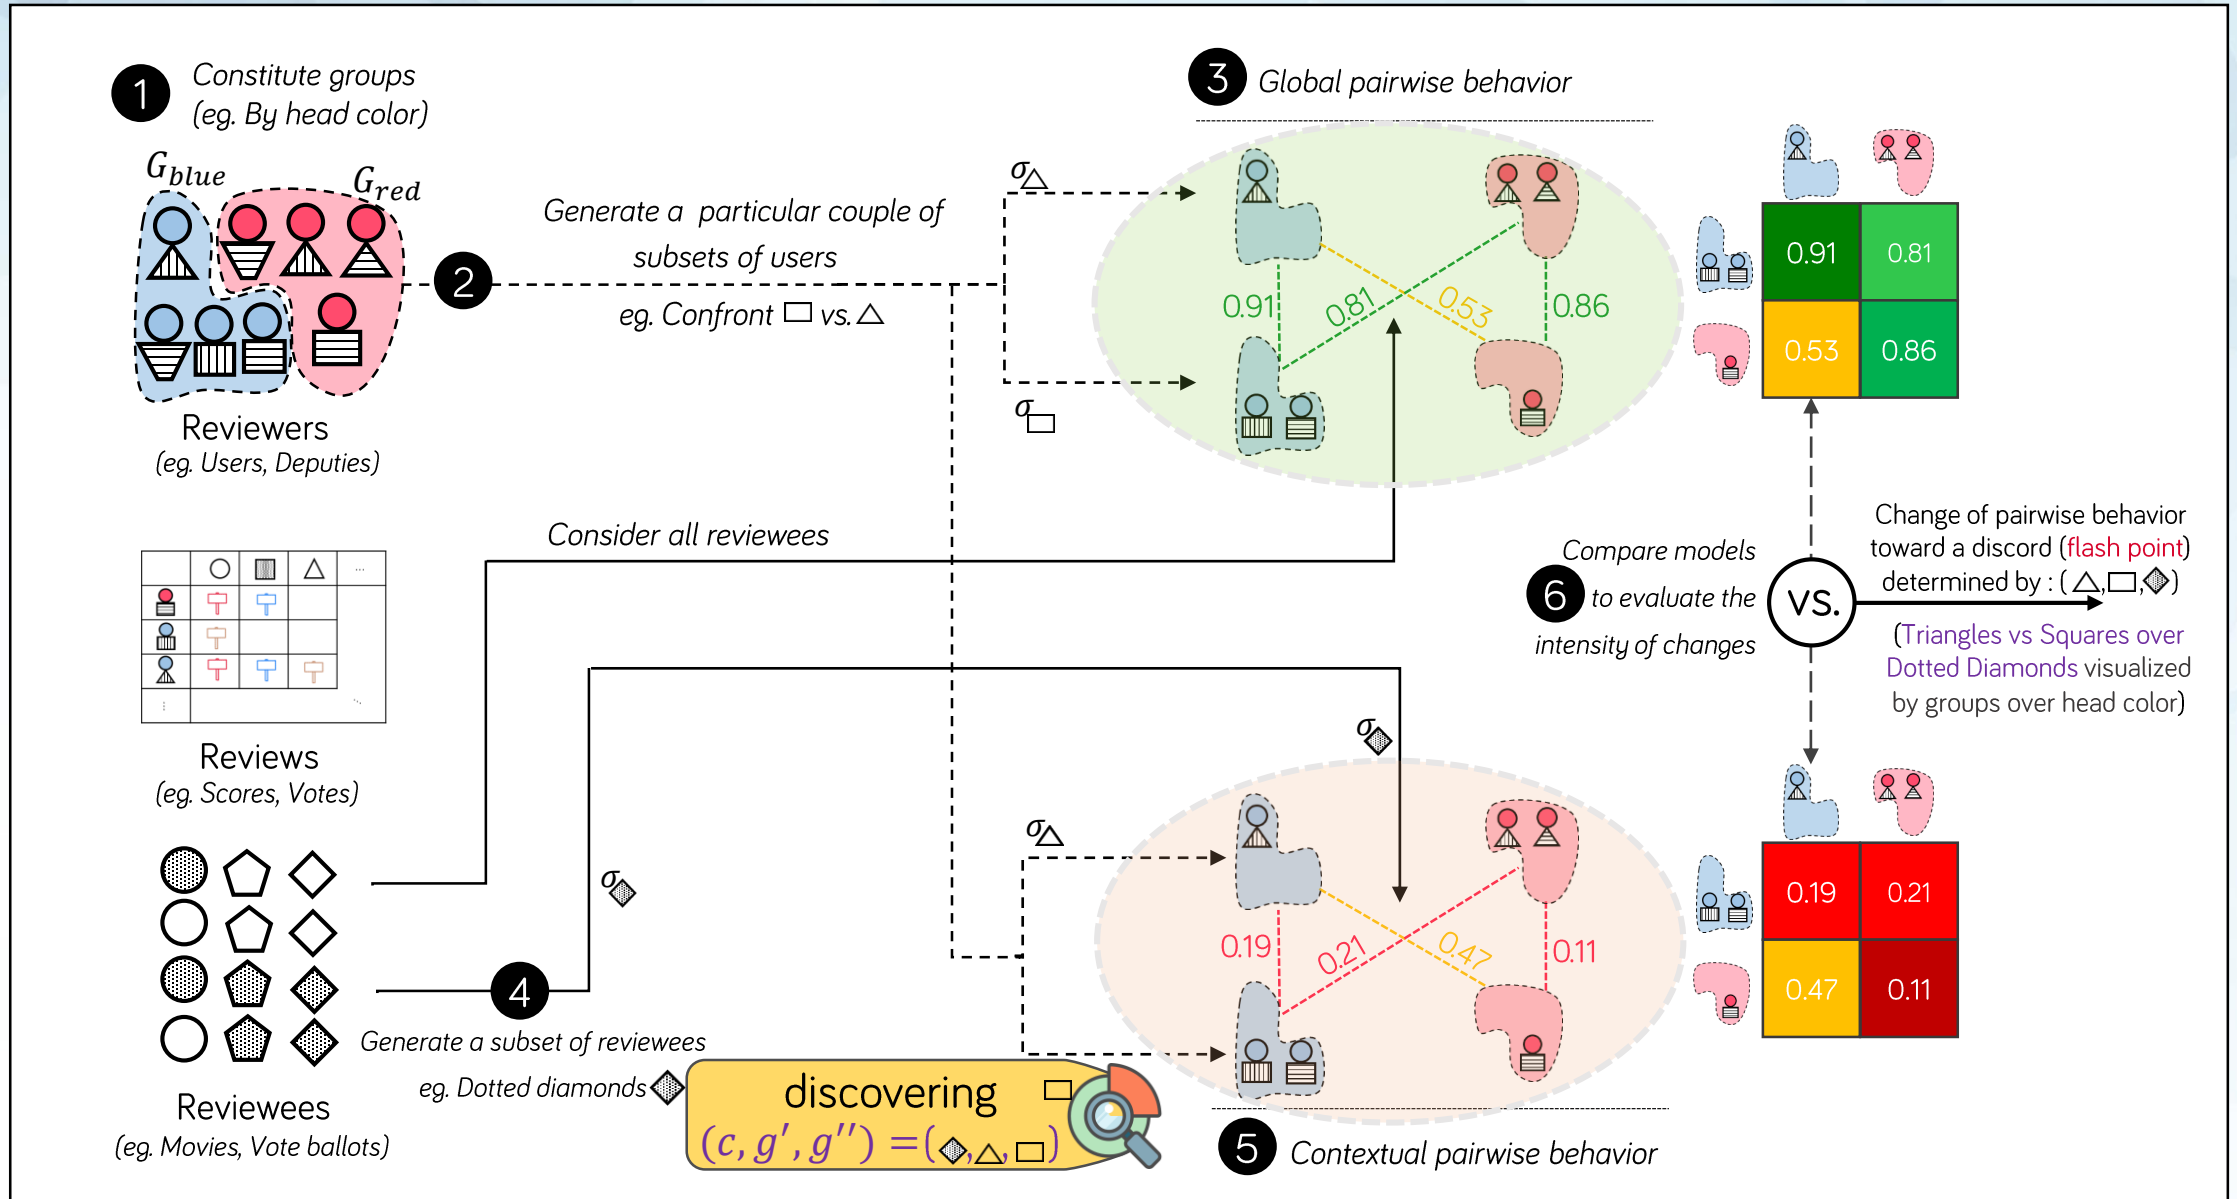 1
Constitute groups
(eg. By head color)
G_blue
G_red
Reviewers
(eg. Users, Deputies)
2
Generate a particular couple of
subsets of users
eg. Confront □ vs. △
σ△
σ□
3
Global pairwise behavior
0.91
0.81
0.53
0.86
0.91 0.81
0.53 0.86
Consider all reviewees
...
⋮
⋱
Reviews
(eg. Scores, Votes)
Compare models
6
to evaluate the
intensity of changes
VS.
Change of pairwise behavior
toward a discord (flash point)
determined by : (△,□,◈)
(Triangles vs Squares over
Dotted Diamonds visualized
by groups over head color)
σ◈
σ◈
4
Generate a subset of reviewees
eg. Dotted diamonds ◈
Reviewees
(eg. Movies, Vote ballots)
discovering □
(c, g′, g′′) =(◈,△,□)
σ△
0.19
0.21
0.47
0.11
0.19 0.21
0.47 0.11
5
Contextual pairwise behavior